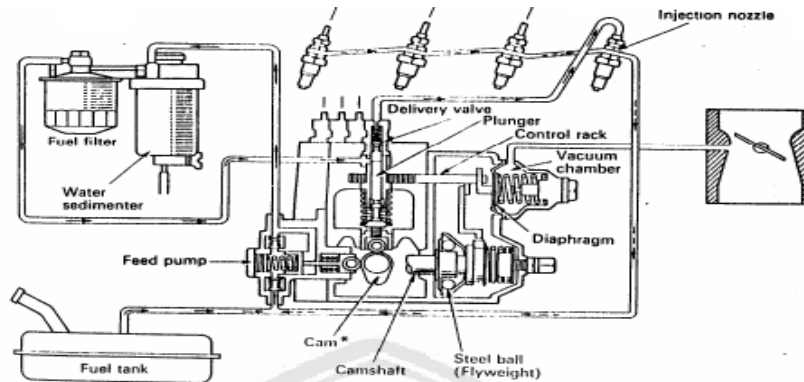 Injection nozzle
Delivery valve
Plunger
Control rack
Fuel filter
Vacuum
chamber
Water
sedimenter
Diaphragm
Feed pump
Cam*
Camshaft
Steel ball
(Flyweight)
Fuel tank